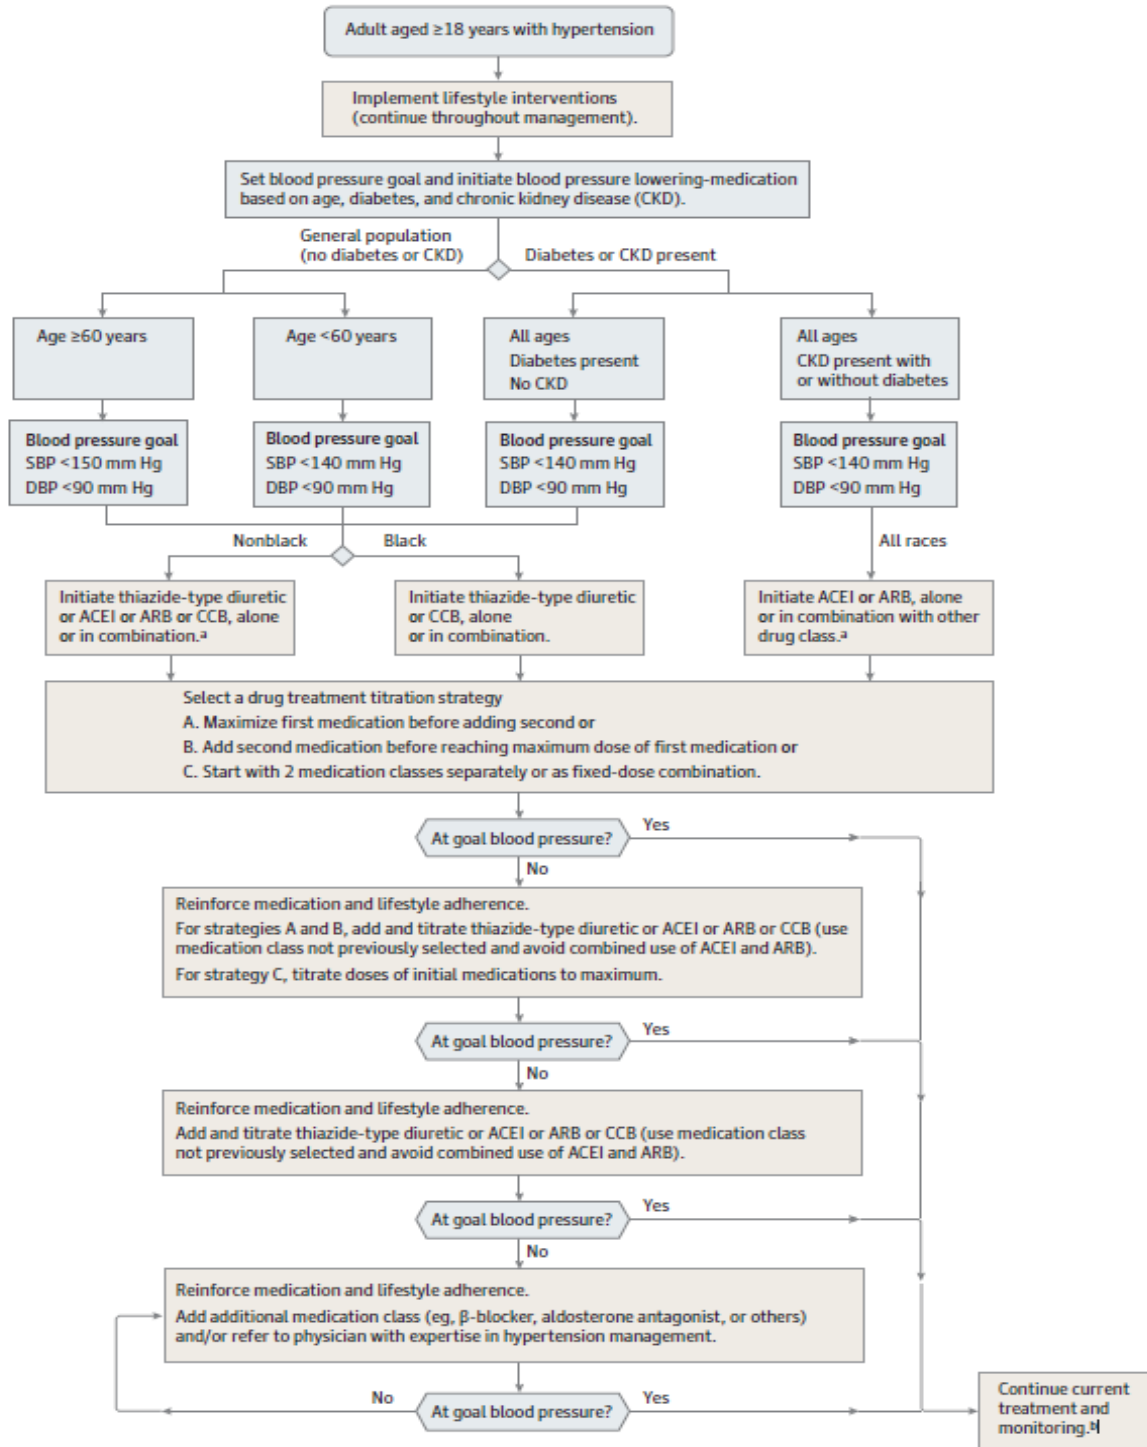 Adult aged ≥18 years with hypertension
Implement lifestyle interventions
(continue throughout management).
Set blood pressure goal and initiate blood pressure lowering-medication
based on age, diabetes, and chronic kidney disease (CKD).
General population
(no diabetes or CKD)
Diabetes or CKD present
Age ≥60 years
Age <60 years
All ages
Diabetes present
No CKD
All ages
CKD present with
or without diabetes
Blood pressure goal
SBP <150 mm Hg
DBP <90 mm Hg
Blood pressure goal
SBP <140 mm Hg
DBP <90 mm Hg
Blood pressure goal
SBP <140 mm Hg
DBP <90 mm Hg
Blood pressure goal
SBP <140 mm Hg
DBP <90 mm Hg
Nonblack
Black
All races
Initiate thiazide-type diuretic
or ACEI or ARB or CCB, alone
or in combination.ᵃ
Initiate thiazide-type diuretic
or CCB, alone
or in combination.
Initiate ACEI or ARB, alone
or in combination with other
drug class.ᵃ
Select a drug treatment titration strategy
A. Maximize first medication before adding second or
B. Add second medication before reaching maximum dose of first medication or
C. Start with 2 medication classes separately or as fixed-dose combination.
At goal blood pressure?
Yes
No
Reinforce medication and lifestyle adherence.
For strategies A and B, add and titrate thiazide-type diuretic or ACEI or ARB or CCB (use
medication class not previously selected and avoid combined use of ACEI and ARB).
For strategy C, titrate doses of initial medications to maximum.
At goal blood pressure?
Yes
No
Reinforce medication and lifestyle adherence.
Add and titrate thiazide-type diuretic or ACEI or ARB or CCB (use medication class
not previously selected and avoid combined use of ACEI and ARB).
At goal blood pressure?
Yes
No
Reinforce medication and lifestyle adherence.
Add additional medication class (eg, β-blocker, aldosterone antagonist, or others)
and/or refer to physician with expertise in hypertension management.
No
At goal blood pressure?
Yes
Continue current
treatment and
monitoring.ᵇ